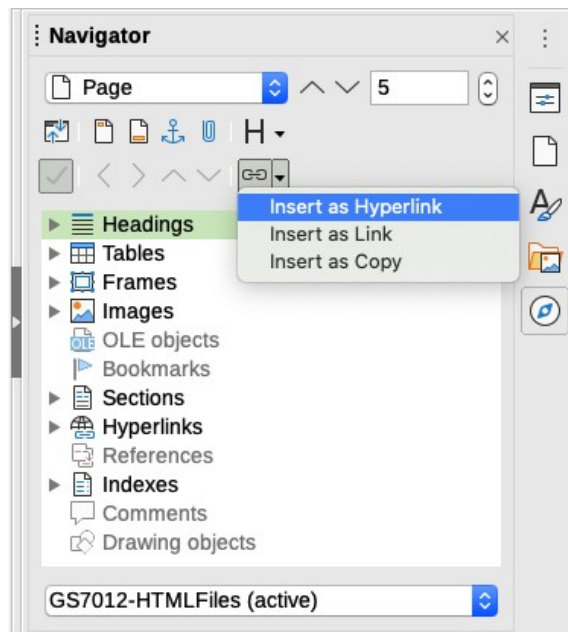 Navigator
Page 5
H
Insert as Hyperlink
Headings
Insert as Link
Tables
Insert as Copy
Frames
Images
OLE OLE objects
Bookmarks
Sections
Hyperlinks
References
Indexes
Comments
Drawing objects
GS7012-HTMLFiles (active)